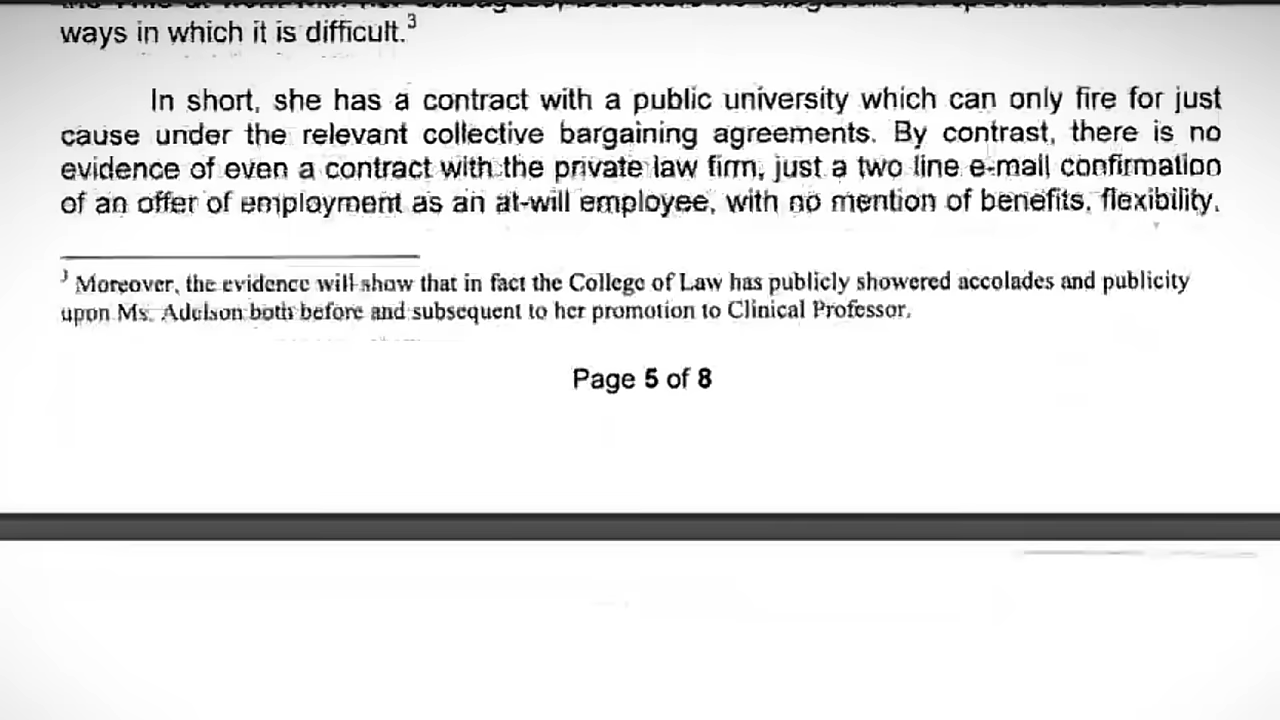 ways in which it is difficult.³
In short, she has a contract with a public university which can only fire for just
cause under the relevant collective bargaining agreements. By contrast, there is no
evidence of even a contract with the private law firm, just a two line e-mail confirmation
of an offer of employment as an at-will employee, with no mention of benefits, flexibility,
³ Moreover, the evidence will show that in fact the College of Law has publicly showered accolades and publicity
upon Ms. Adelson both before and subsequent to her promotion to Clinical Professor.
Page 5 of 8